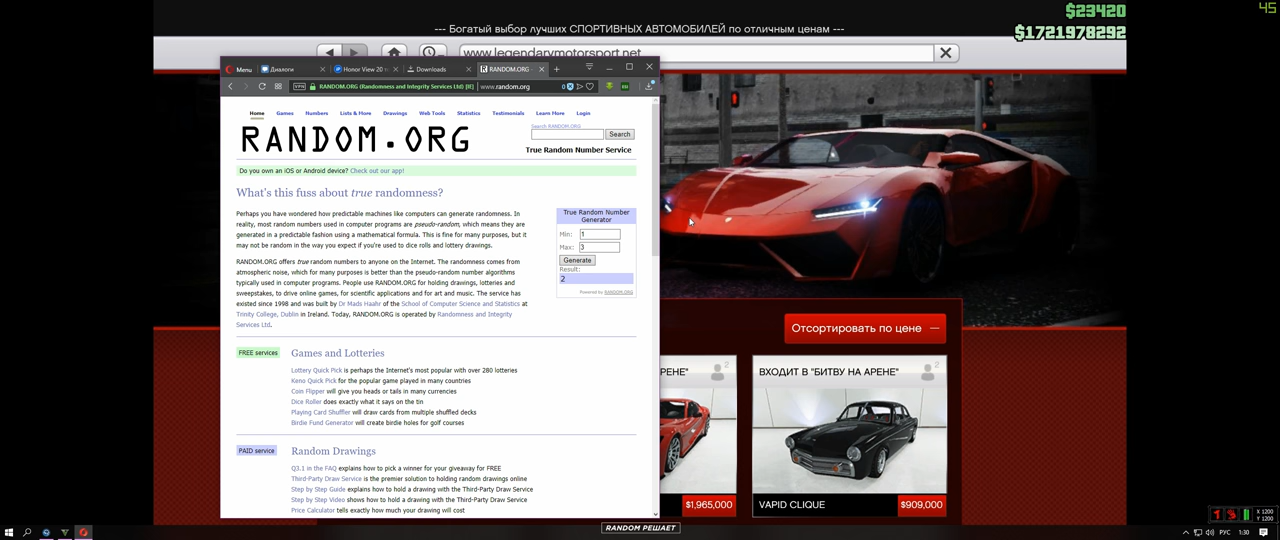 --- Богатый выбор лучших СПОРТИВНЫХ АВТОМОБИЛЕЙ по отличным ценам ---
$23420
$1721978292
45
www.legendarymotorsport.net
Menu
Диалоги
Honor View 20
Downloads
RANDOM.ORG
VPN
RANDOM.ORG (Randomness and Integrity Services Ltd) [IE]
www.random.org
0
Home Games Numbers Lists & More Drawings Web Tools Statistics Testimonials Learn More Login
RANDOM.ORG
Search RANDOM.ORG
Search
True Random Number Service
Do you own an iOS or Android device? Check out our app!
What's this fuss about true randomness?
Perhaps you have wondered how predictable machines like computers can generate randomness. In
reality, most random numbers used in computer programs are pseudo-random, which means they are
generated in a predictable fashion using a mathematical formula. This is fine for many purposes, but it
may not be random in the way you expect if you're used to dice rolls and lottery drawings.
RANDOM.ORG offers true random numbers to anyone on the Internet. The randomness comes from
atmospheric noise, which for many purposes is better than the pseudo-random number algorithms
typically used in computer programs. People use RANDOM.ORG for holding drawings, lotteries and
sweepstakes, to drive online games, for scientific applications and for art and music. The service has
existed since 1998 and was built by Dr Mads Haahr of the School of Computer Science and Statistics at
Trinity College, Dublin in Ireland. Today, RANDOM.ORG is operated by Randomness and Integrity
Services Ltd.
True Random Number
Generator
Min: 1
Max: 3
Generate
Result:
2
Powered by RANDOM.ORG
FREE services
Games and Lotteries
Lottery Quick Pick is perhaps the Internet's most popular with over 280 lotteries
Keno Quick Pick for the popular game played in many countries
Coin Flipper will give you heads or tails in many currencies
Dice Roller does exactly what it says on the tin
Playing Card Shuffler will draw cards from multiple shuffled decks
Birdie Fund Generator will create birdie holes for golf courses
PAID service
Random Drawings
Q3.1 in the FAQ explains how to pick a winner for your giveaway for FREE
Third-Party Draw Service is the premier solution to holding random drawings online
Step by Step Guide explains how to hold a drawing with the Third-Party Draw Service
Step by Step Video shows how to hold a drawing with the Third-Party Draw Service
Price Calculator tells exactly how much your drawing will cost
Отсортировать по цене
РЕНЕ"
2
$1,965,000
ВХОДИТ В "БИТВУ НА АРЕНЕ"
2
VAPID CLIQUE
$909,000
RANDOM РЕШАЕТ
X 1200
Y 1200
РУС
1:30